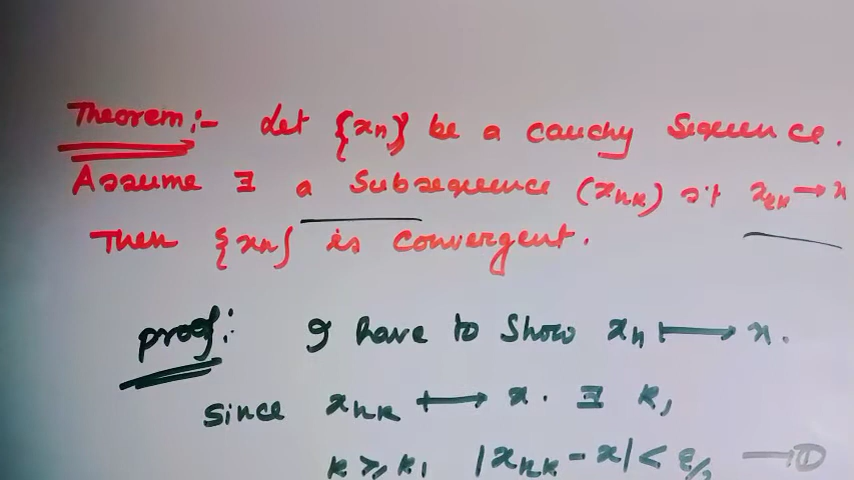 Theorem:- Let {xn} be a cauchy Sequence.
Assume ∃ a Subsequence (xnk) s.t xnk → x
Then {xn} is convergent.
proof: I have to Show xn ⟼ x.
Since xnk ⟼ x. ∃ k1
k ≥ k1 |xnk - x| < ε/2 —①